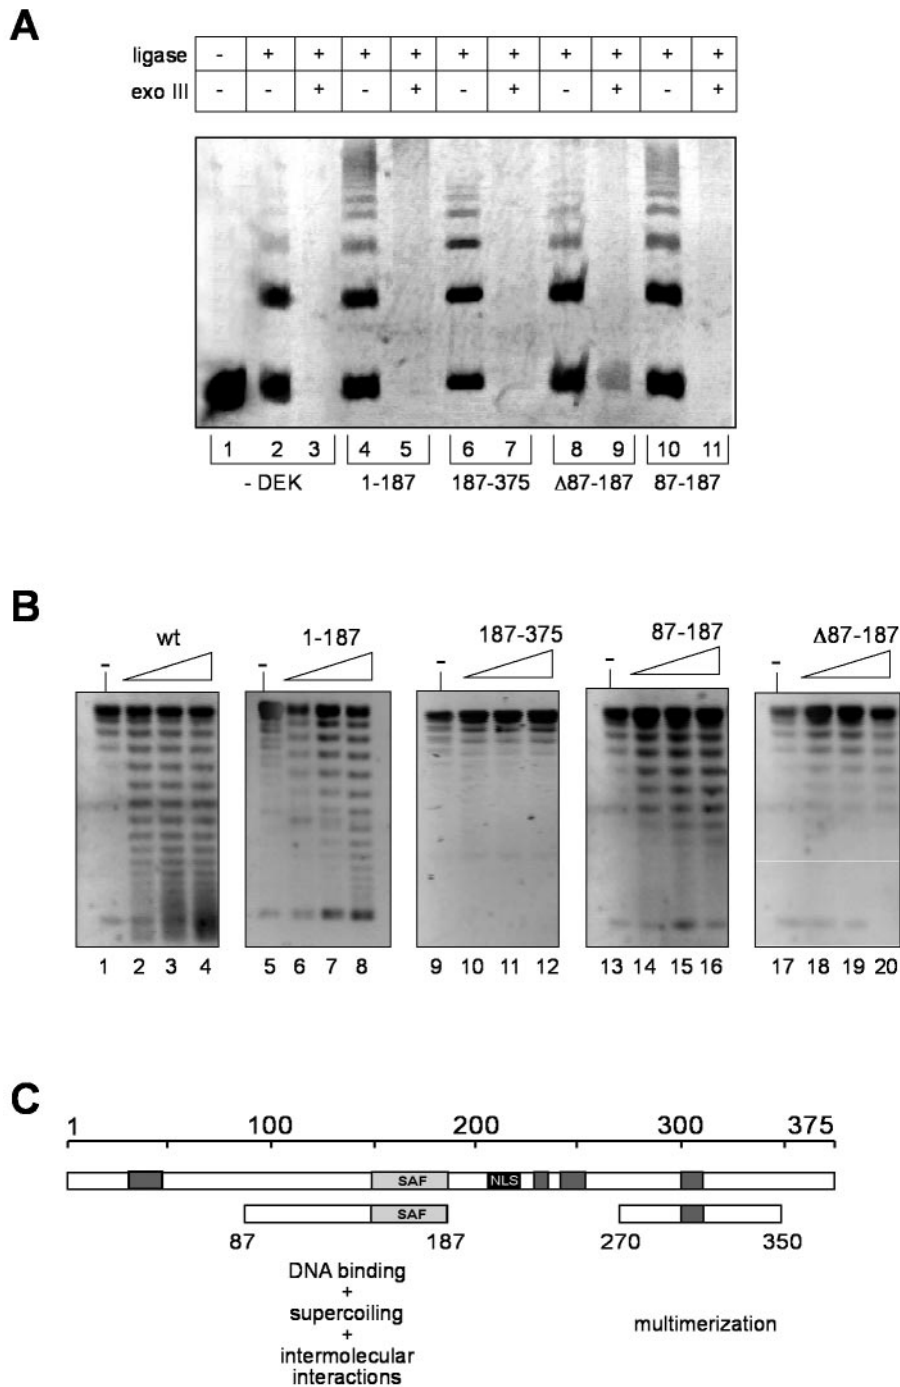 A
ligase - + + + + + + + + + +
exo III - - + - + - + - + - +
1 2 3 4 5 6 7 8 9 10 11
- DEK 1-187 187-375 Δ87-187 87-187
B
wt 1-187 187-375 87-187 Δ87-187
- - - - -
1 2 3 4 5 6 7 8 9 10 11 12 13 14 15 16 17 18 19 20
C
1 100 200 300 375
SAF NLS
SAF
87 187 270 350
DNA binding
+
supercoiling
+
intermolecular
interactions
multimerization